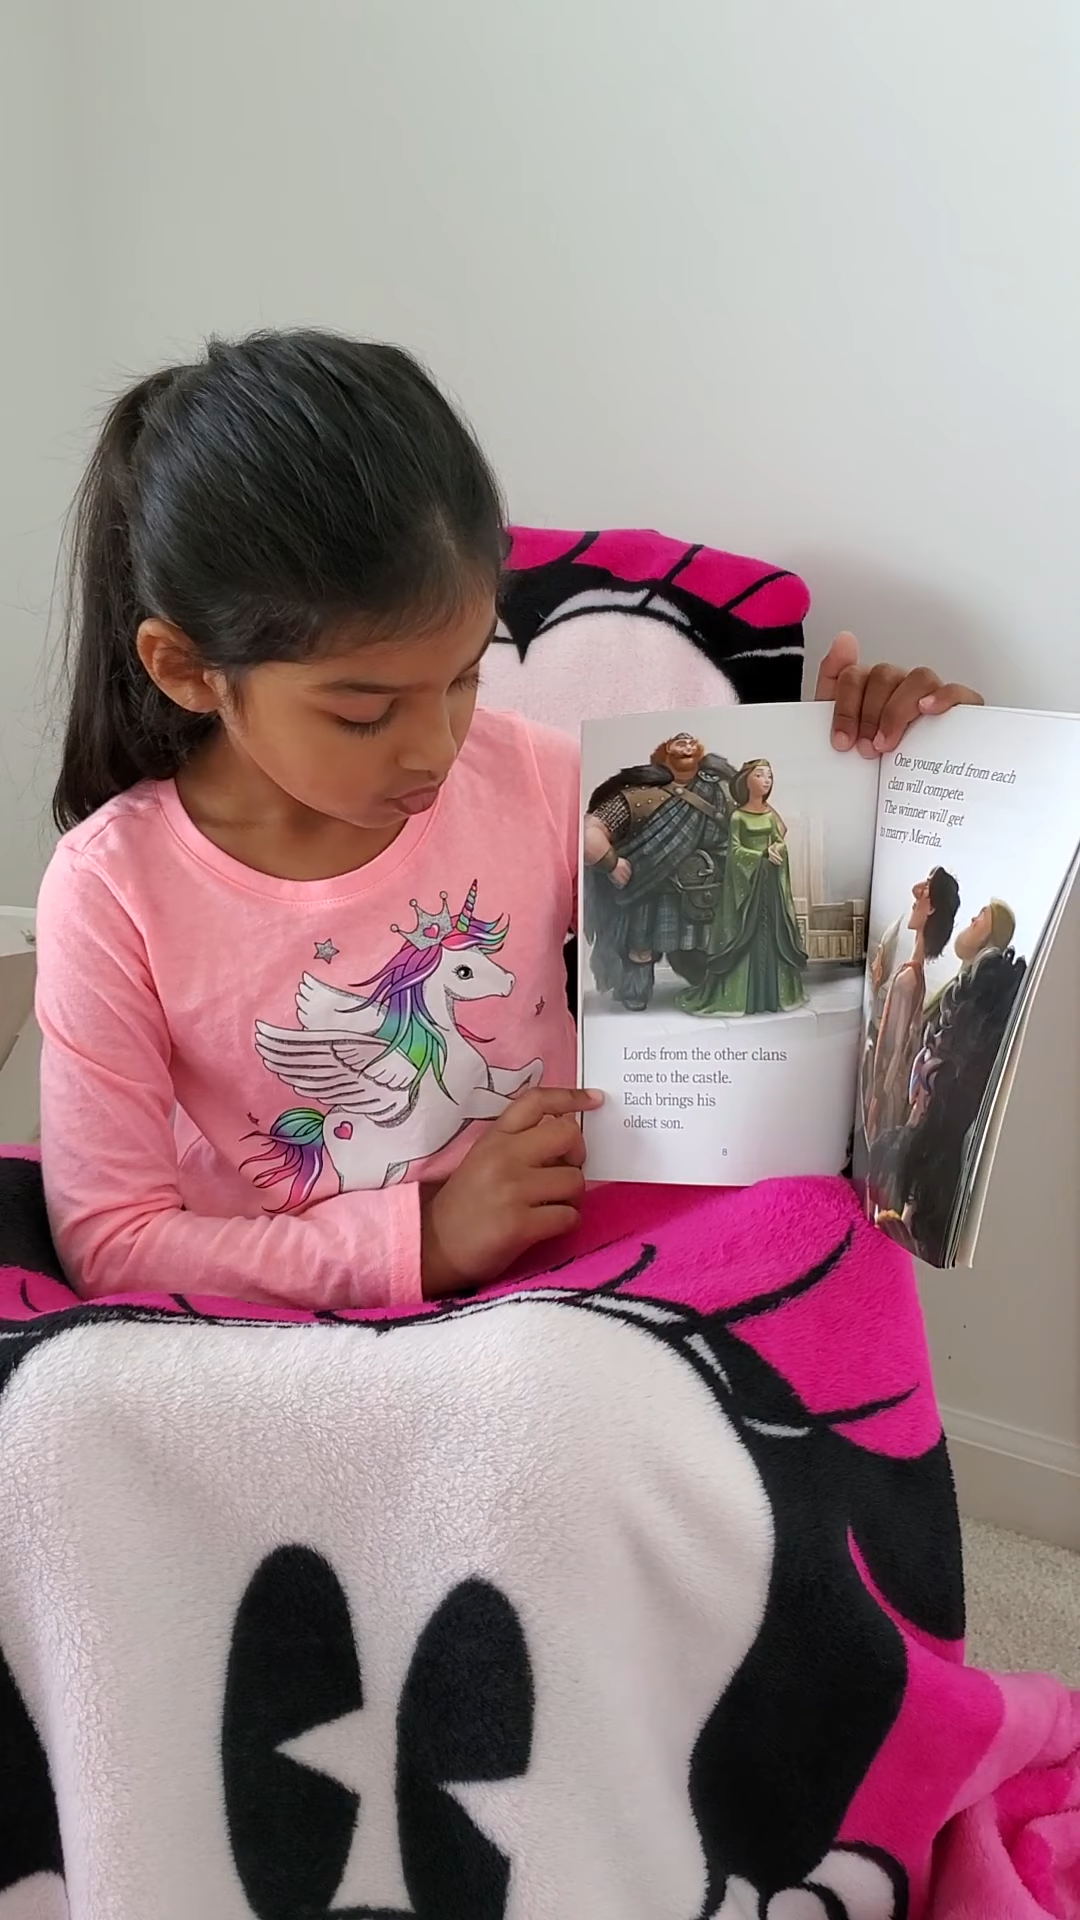 Lords from the other clans
come to the castle.
Each brings his
oldest son.
8
One young lord from each
clan will compete.
The winner will get
to marry Merida.